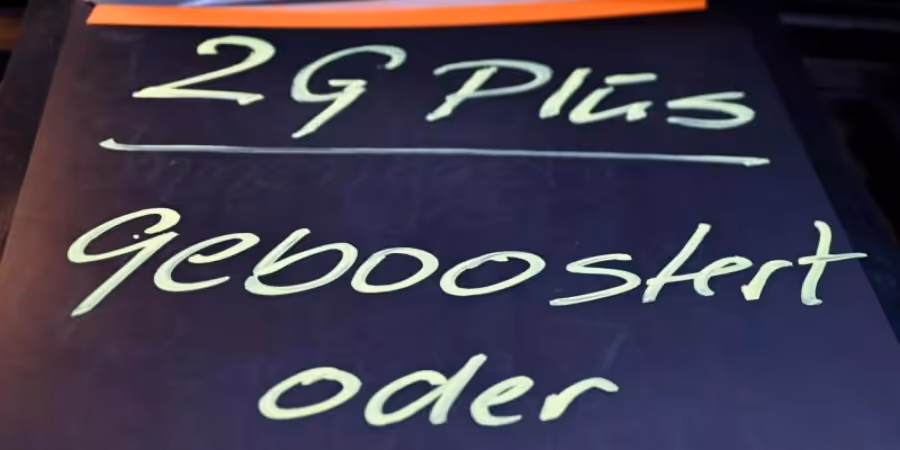 2G Plus
geboostert
oder